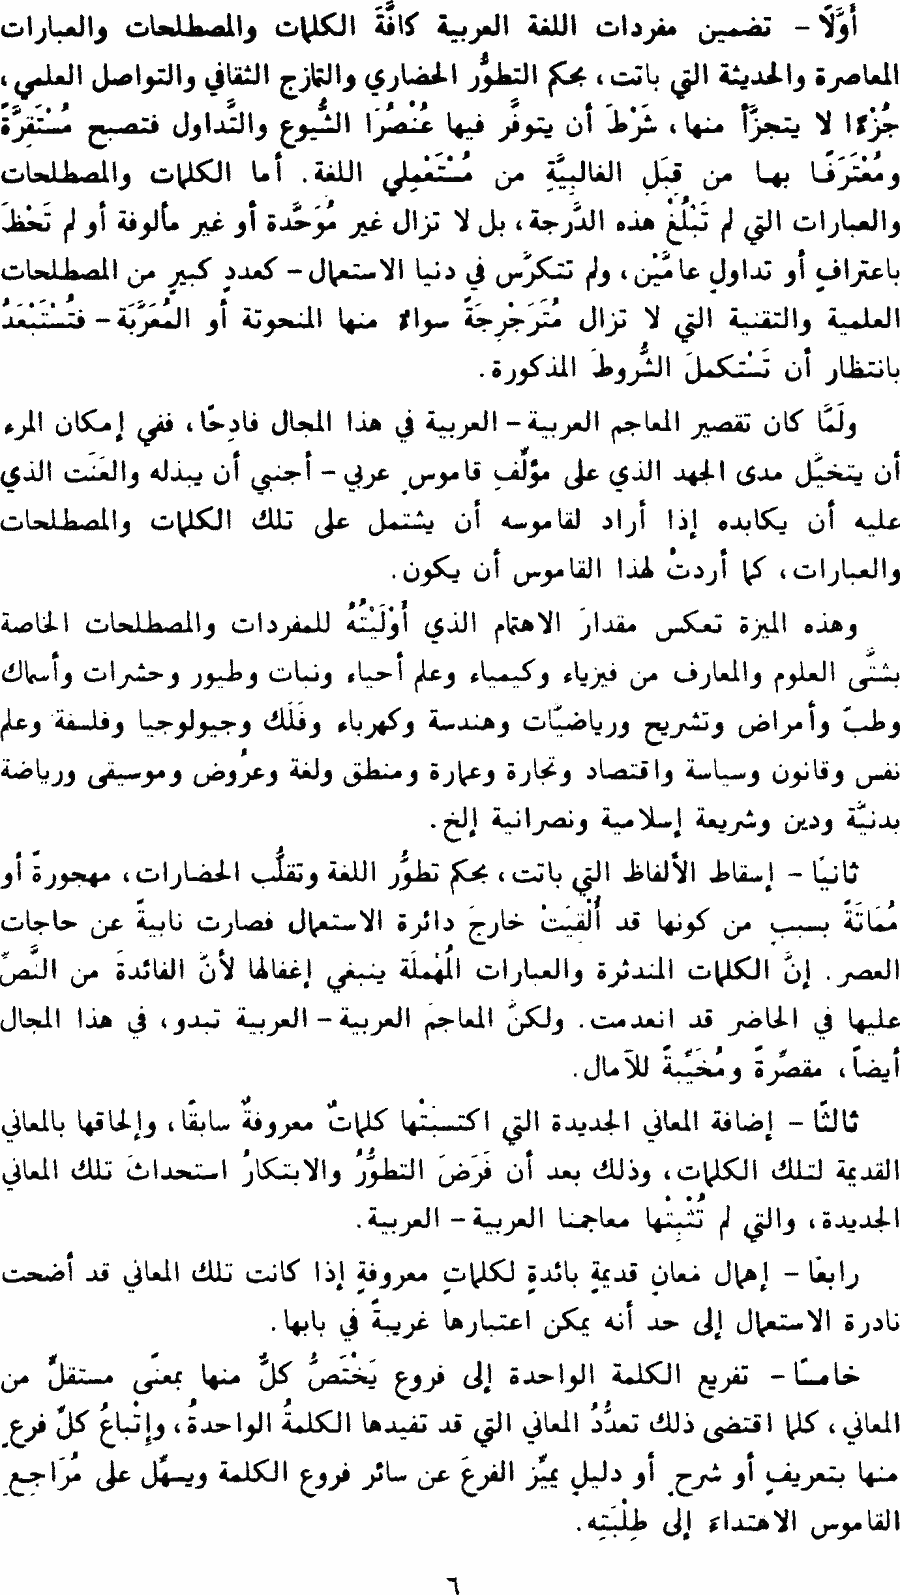 أَوَّلًا – تضمين مفردات اللغة العربية كافَّةَ الكلمات والمصطلحات والعبارات
المعاصرة والحديثة التي باتت، بحكم التطوُّر الحضاري والتمازج الثقافي والتواصل العلمي،
جُزْءًا لا يتجزَّأ منها، شَرْطَ أن يتوفَّر فيها عُنْصُرَا الشُّيوع والتَّداول فتصبح مُسْتَقِرَّةً
ومُعْتَرَفًا بها من قِبَلِ الغالبِيَّةِ من مُسْتَعْمِلي اللغة. أما الكلمات والمصطلحات
والعبارات التي لم تَبْلُغْ هذه الدَّرجة، بل لا تزال غير مُوَحَّدة أو غير مألوفة أو لم تَحْظَ
باعترافٍ أو تداولٍ عامَّيْن، ولم تتكرَّس في دنيا الاستعمال – كعددٍ كبيرٍ من المصطلحات
العلمية والتقنية التي لا تزال مُتَرَجْرِجَةً سواءً منها المنحوتة أو المُعَرَّبَة – فتُسْتَبْعَدُ
بانتظار أن تَسْتكملَ الشُّروطَ المذكورة.
ولَمَّا كان تقصير المعاجم العربية – العربية في هذا المجال فادِحًا، ففي إمكان المرء
أن يتخيَّل مدى الجهد الذي على مؤلِّفِ قاموسٍ عربي – أجنبي أن يبذله والعَنَت الذي
عليه أن يكابده إذا أراد لقاموسه أن يشتمل على تلك الكلمات والمصطلحات
والعبارات، كما أردتُ لهذا القاموس أن يكون.
وهذه الميزة تعكس مقدارَ الاهتمام الذي أَوْلَيْتُهُ للمفردات والمصطلحات الخاصة
بشتَّى العلوم والمعارف من فيزياء وكيمياء وعلم أحياء ونبات وطيور وحشرات وأسماك
وطبّ وأمراض وتشريح ورياضيّات وهندسة وكهرباء وفَلَك وجيولوجيا وفلسفة وعلم
نفس وقانون وسياسة واقتصاد وتجارة وعمارة ومنطق ولغة وعرُوض وموسيقى ورياضة
بدنيَّة ودين وشريعة إسلامية ونصرانية إلخ.
ثانيًا – إسقاط الألفاظ التي باتت، بحكم تطوُّر اللغة وتقلُّب الحضارات، مهجورةً أو
مُمَاتَةً بسببٍ من كونها قد أُلْقِيَتْ خارجَ دائرة الاستعمال فصارت نابيةً عن حاجات
العصر. إنَّ الكلمات المندثرة والعبارات المُهْملَة ينبغي إغفالها لأنّ الفائدةَ من النَّصِّ
عليها في الحاضر قد انعدمت. ولكنَّ المعاجمَ العربية – العربية تبدو، في هذا المجال
أيضاً، مقصِّرةً ومُخَيِّبةً للآمال.
ثالثًا – إضافة المعاني الجديدة التي اكتسبَتْها كلماتٌ معروفةٌ سابقًا، وإلحاقها بالمعاني
القديمة لتلك الكلمات، وذلك بعد أن فَرَضَ التطوُّرُ والابتكارُ استحداثَ تلك المعاني
الجديدة، والتي لم تُثْبِتْها معاجمنا العربية – العربية.
رابعًا – إهمال مَعانٍ قديمةٍ بائدةٍ لكلماتٍ معروفةٍ إذا كانت تلك المعاني قد أضحت
نادرة الاستعمال إلى حد أنه يمكن اعتبارها غريبةً في بابها.
خامسًا – تفريع الكلمة الواحدة إلى فروع يَخْتَصُّ كلٌّ منها بمعنًى مستقلٍّ من
المعاني، كلما اقتضى ذلك تعدُّدُ المعاني التي قد تفيدها الكلمةُ الواحدةُ، وإتْباعُ كلِّ فرعٍ
منها بتعريفٍ أو شرحٍ أو دليلٍ يميِّز الفرعَ عن سائر فروع الكلمة ويسهِّل على مُرَاجِعِ
القاموس الاهتداءَ إلى طِلْبَتِه.
٦